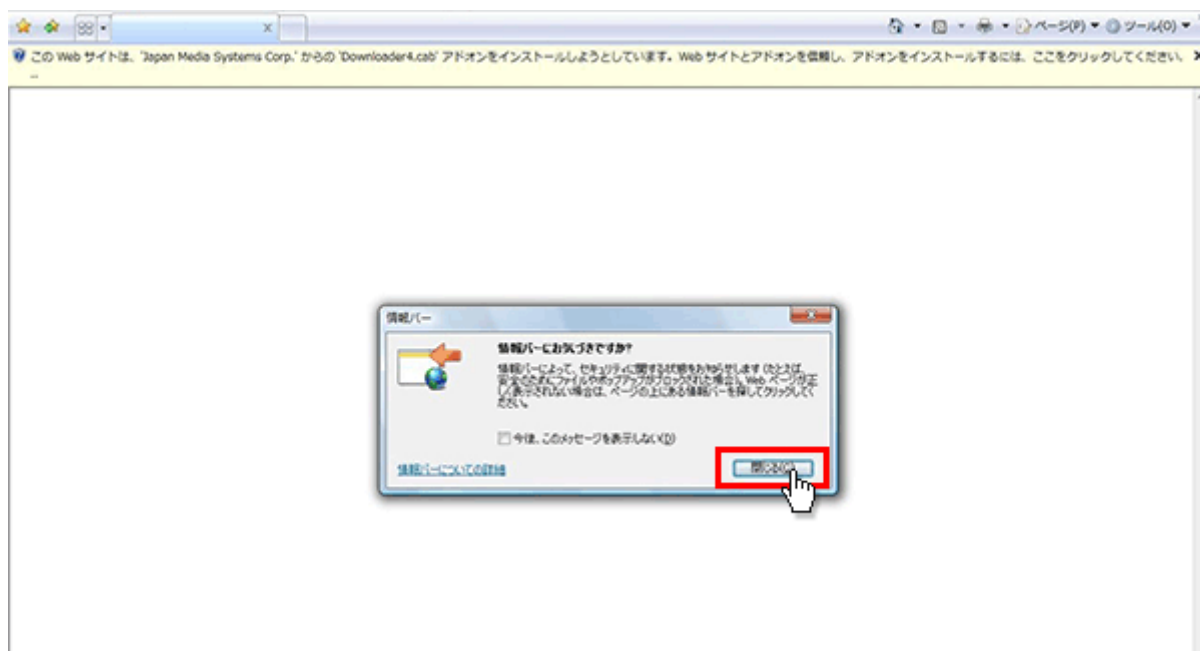 ページ(P) ツール(O)
この Web サイトは、'Japan Media Systems Corp.' からの 'Downloader4.cab' アドオンをインストールしようとしています。Web サイトとアドオンを信頼し、アドオンをインストールするには、ここをクリックしてください。
...
情報バー
情報バーにお気づきですか?
情報バーによって、セキュリティに関する状態をお知らせします (たとえば、
安全のためにファイルやポップアップがブロックされた場合)。Web ページが正
しく表示されない場合は、ページの上にある情報バーを探してクリックしてく
ださい。
今後、このメッセージを表示しない(D)
情報バーについての詳細
閉じる(C)